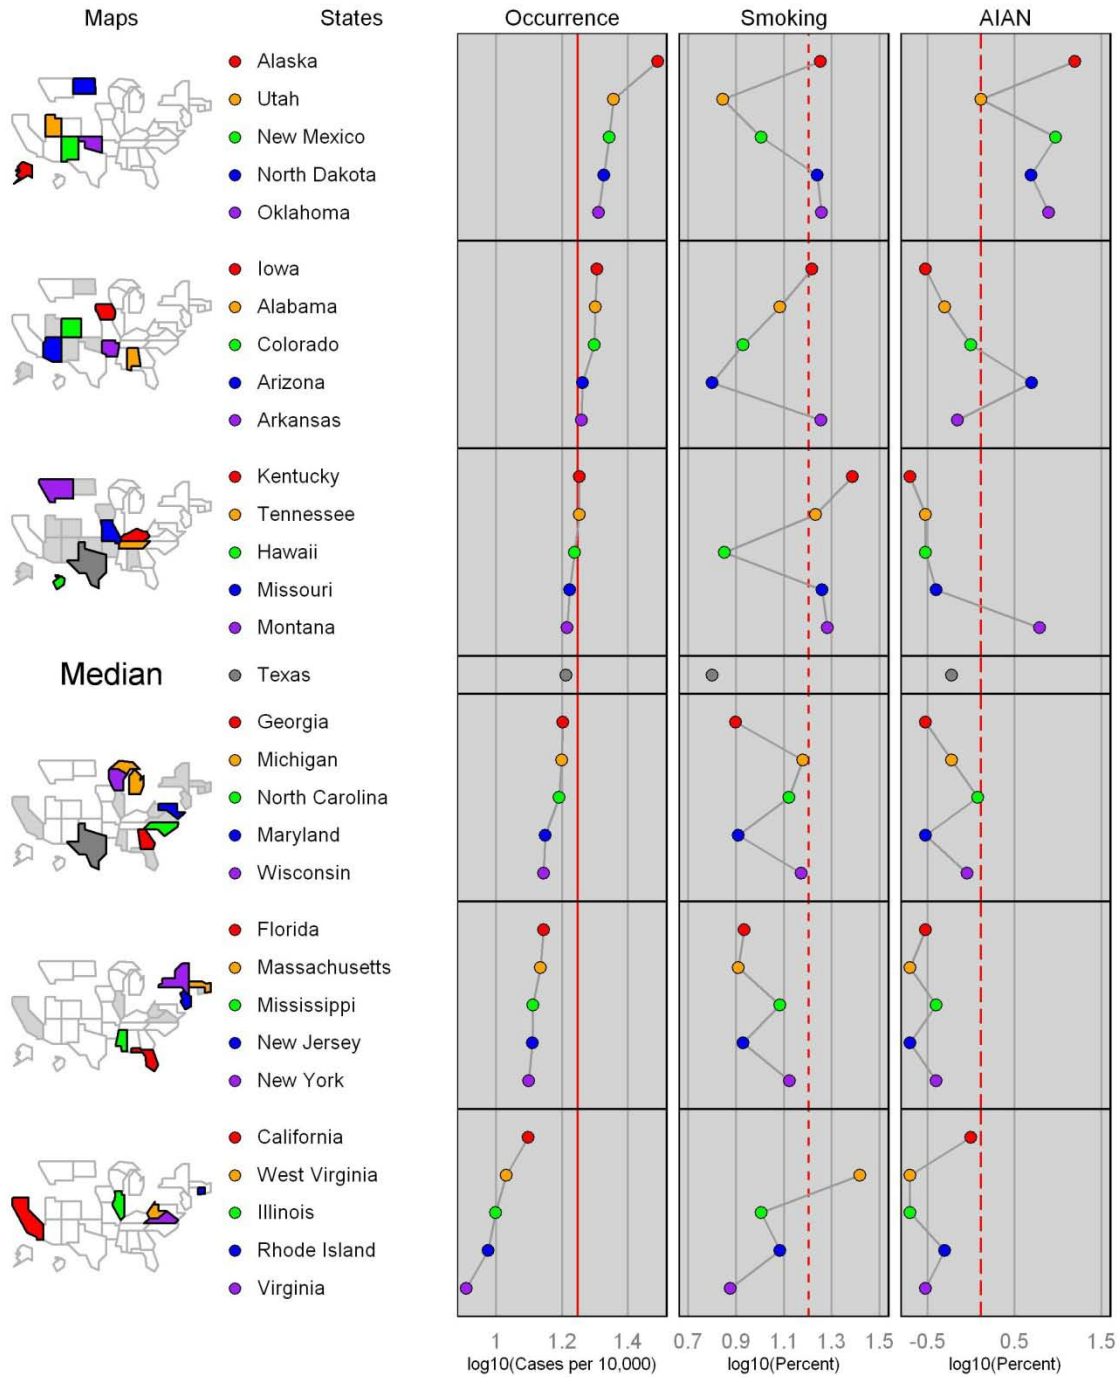 Maps States Occurrence Smoking AIAN
Alaska
Utah
New Mexico
North Dakota
Oklahoma
Iowa
Alabama
Colorado
Arizona
Arkansas
Kentucky
Tennessee
Hawaii
Missouri
Montana
Median Texas
Georgia
Michigan
North Carolina
Maryland
Wisconsin
Florida
Massachusetts
Mississippi
New Jersey
New York
California
West Virginia
Illinois
Rhode Island
Virginia
1 1.2 1.4 0.7 0.9 1.1 1.3 1.5 -0.5 0.5 1.5
log10(Cases per 10,000) log10(Percent) log10(Percent)